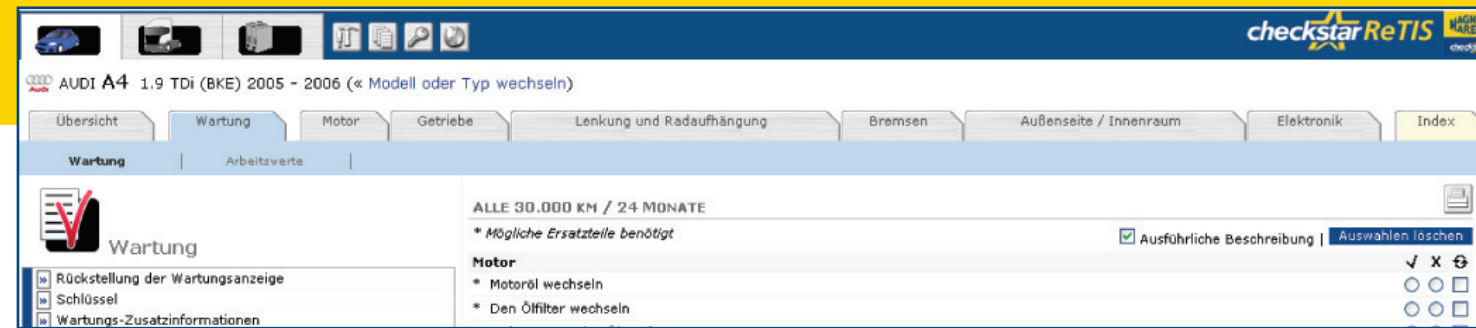 checkstar ReTIS
AUDI A4 1.9 TDi (BKE) 2005 - 2006 (« Modell oder Typ wechseln)
Übersicht Wartung Motor Getriebe Lenkung und Radaufhängung Bremsen Außenseite / Innenraum Elektronik Index
Wartung | Arbeitsverte |
Wartung
Rückstellung der Wartungsanzeige
Schlüssel
Wartungs-Zusatzinformationen
ALLE 30.000 KM / 24 MONATE
* Mögliche Ersatzteile benötigt
Ausführliche Beschreibung | Auswahlen löschen
Motor
* Motoröl wechseln
* Den Ölfilter wechseln